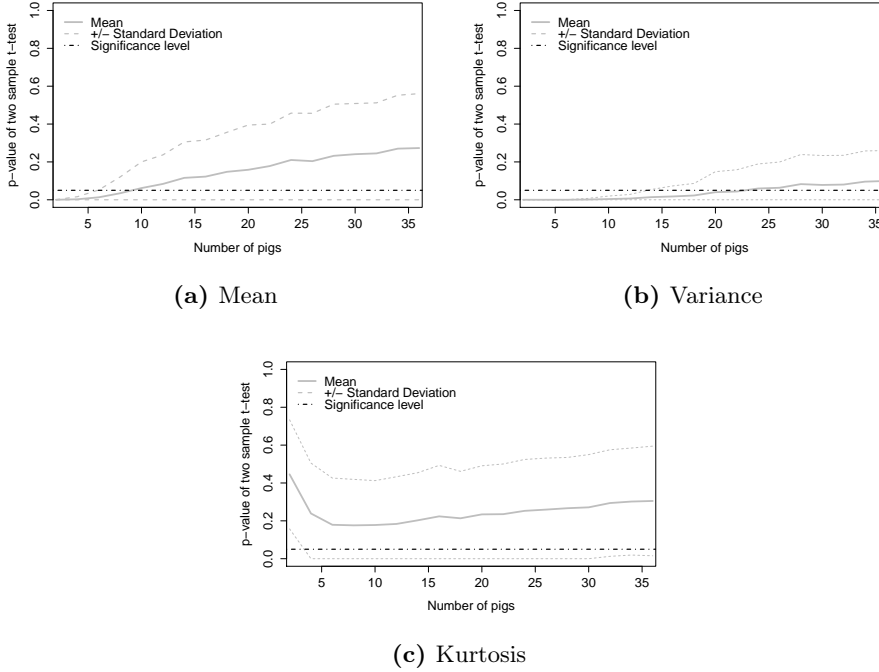 1.0
0.8
0.6
0.4
0.2
0.0
p-value of two sample t-test
Mean
+/− Standard Deviation
Significance level
5 10 15 20 25 30 35
Number of pigs
(a) Mean
1.0
0.8
0.6
0.4
0.2
0.0
p-value of two sample t-test
Mean
+/− Standard Deviation
Significance level
5 10 15 20 25 30 35
Number of pigs
(b) Variance
1.0
0.8
0.6
0.4
0.2
0.0
p-value of two sample t-test
Mean
+/− Standard Deviation
Significance level
5 10 15 20 25 30 35
Number of pigs
(c) Kurtosis